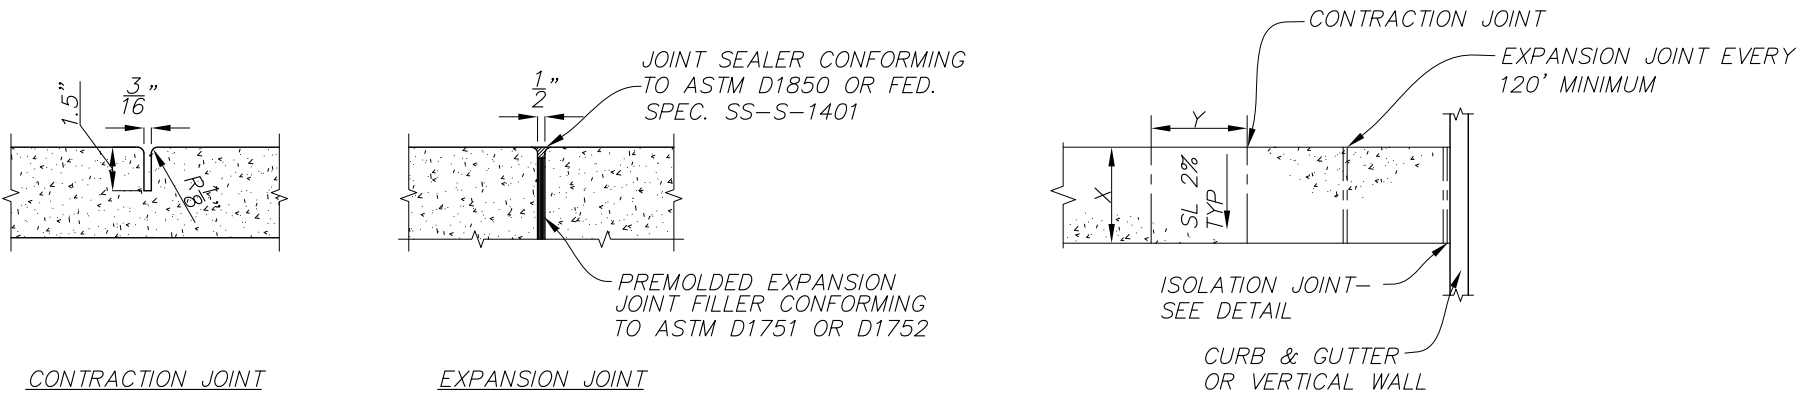 1.5"
3/16"
R1/8"
CONTRACTION JOINT
1/2"
JOINT SEALER CONFORMING
TO ASTM D1850 OR FED.
SPEC. SS-S-1401
PREMOLDED EXPANSION
JOINT FILLER CONFORMING
TO ASTM D1751 OR D1752
EXPANSION JOINT
CONTRACTION JOINT
EXPANSION JOINT EVERY
120' MINIMUM
Y
X
SL 2%
TYP
ISOLATION JOINT-
SEE DETAIL
CURB & GUTTER
OR VERTICAL WALL